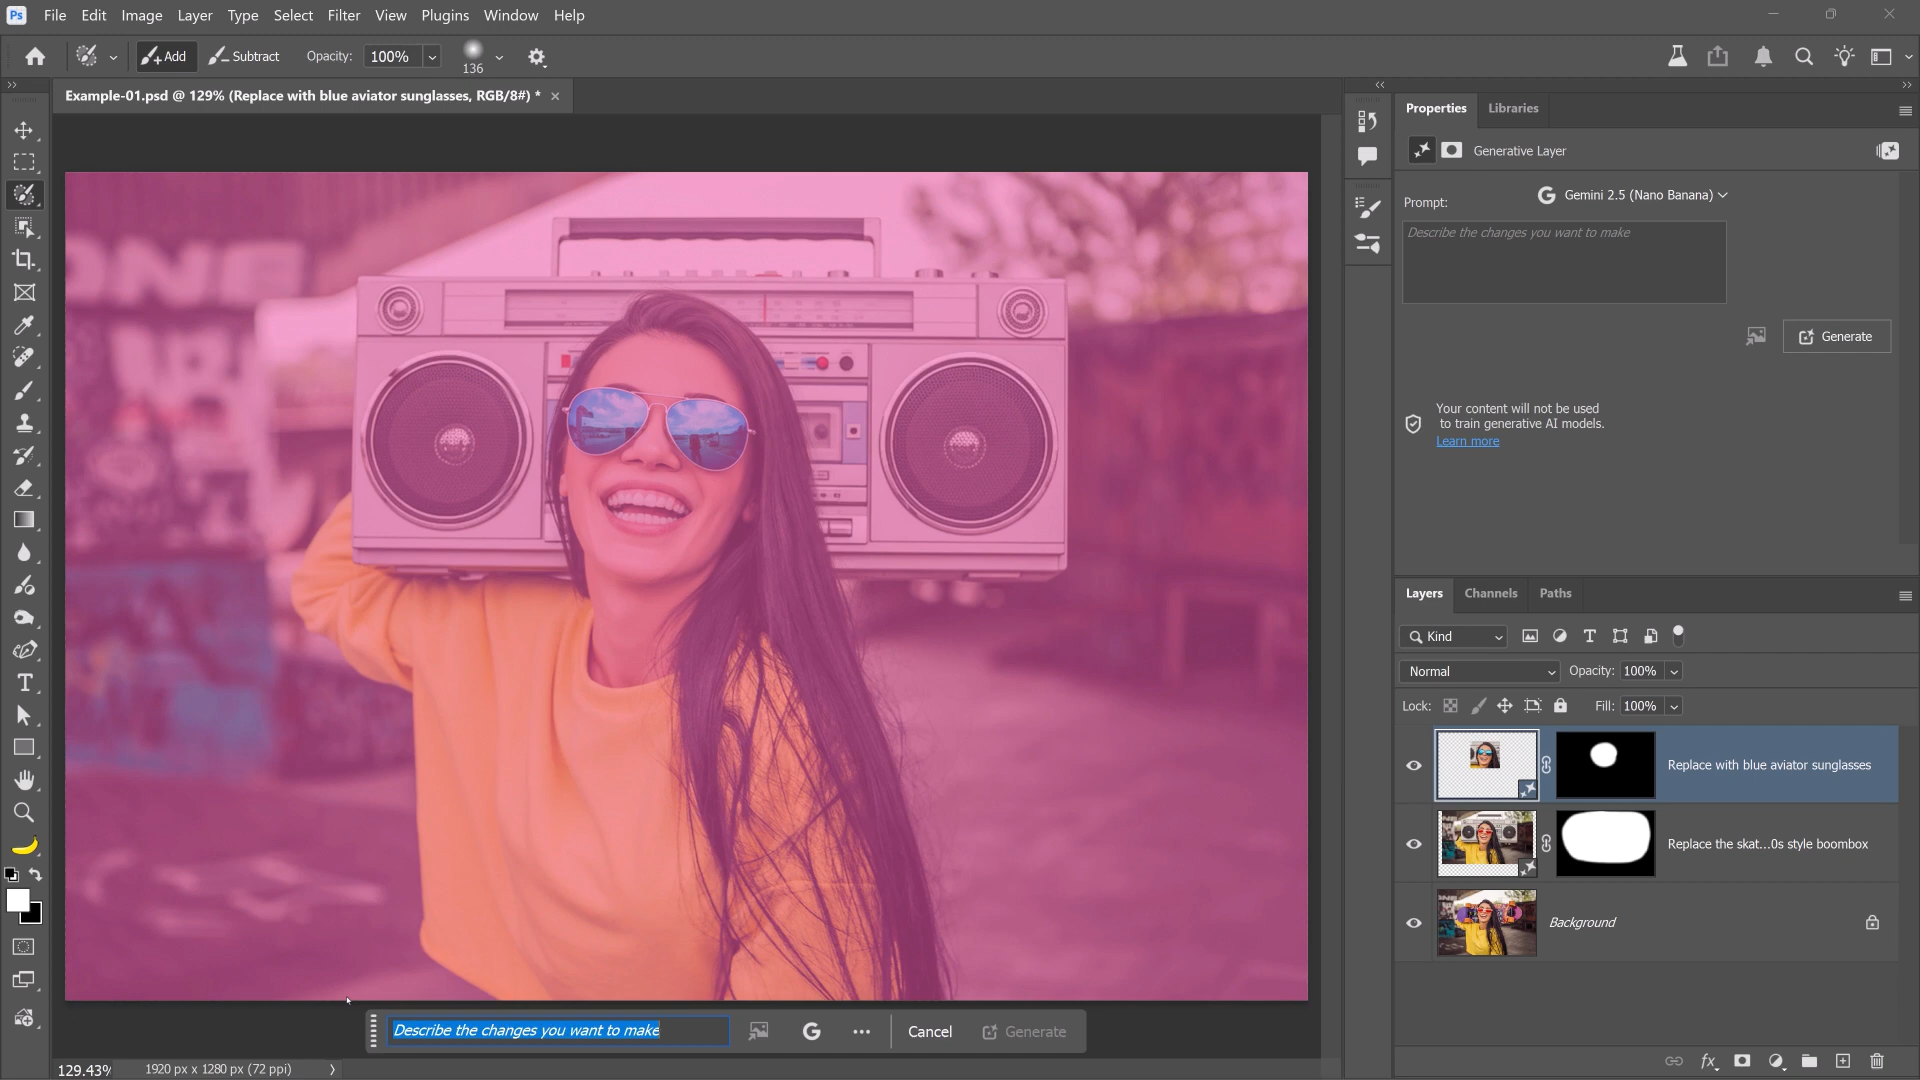 Ps File Edit Image Layer Type Select Filter View Plugins Window Help
Add Subtract Opacity: 100% 136
Example-01.psd @ 129% (Replace with blue aviator sunglasses, RGB/8#) *
Properties Libraries
Generative Layer
Prompt: G Gemini 2.5 (Nano Banana)
Describe the changes you want to make
Generate
Your content will not be used
to train generative AI models.
Learn more
Layers Channels Paths
Kind
Normal Opacity: 100%
Lock: Fill: 100%
Replace with blue aviator sunglasses
Replace the skat...0s style boombox
Background
fx
ONE
Describe the changes you want to make G ... Cancel Generate
129.43% 1920 px x 1280 px (72 ppi)